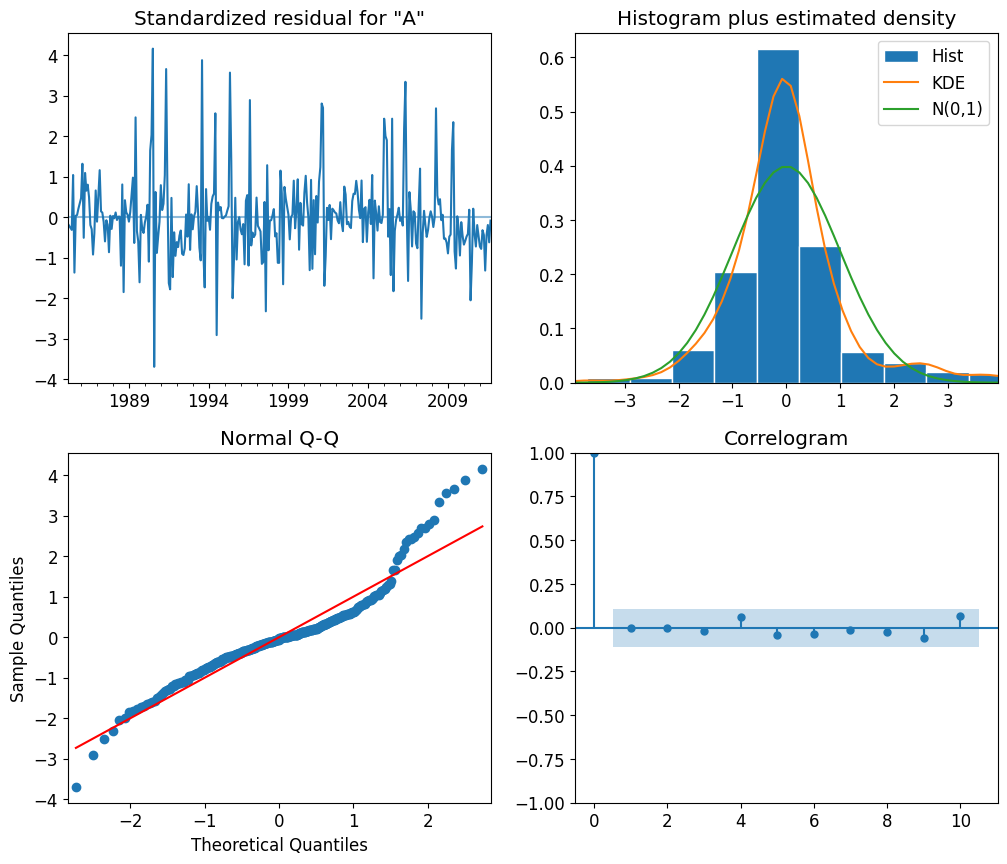 Standardized residual for "A"
4
3
2
1
0
−1
−2
−3
−4
1989 1994 1999 2004 2009
Histogram plus estimated density
Hist
KDE
N(0,1)
0.6
0.5
0.4
0.3
0.2
0.1
0.0
−3 −2 −1 0 1 2 3
Normal Q-Q
Sample Quantiles
4
3
2
1
0
−1
−2
−3
−4
−2 −1 0 1 2
Theoretical Quantiles
Correlogram
1.00
0.75
0.50
0.25
0.00
−0.25
−0.50
−0.75
−1.00
0 2 4 6 8 10